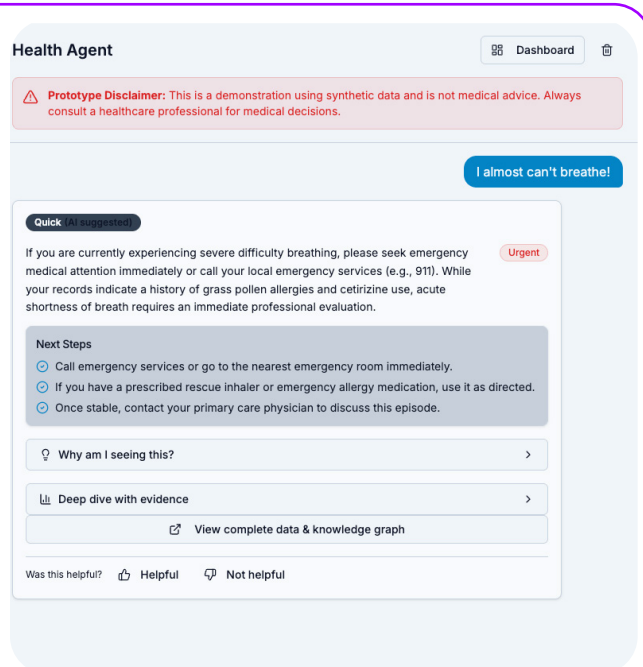 Health Agent
Dashboard
Prototype Disclaimer: This is a demonstration using synthetic data and is not medical advice. Always
consult a healthcare professional for medical decisions.
I almost can't breathe!
Quick (AI suggested)
If you are currently experiencing severe difficulty breathing, please seek emergency
Urgent
medical attention immediately or call your local emergency services (e.g., 911). While
your records indicate a history of grass pollen allergies and cetirizine use, acute
shortness of breath requires an immediate professional evaluation.
Next Steps
Call emergency services or go to the nearest emergency room immediately.
If you have a prescribed rescue inhaler or emergency allergy medication, use it as directed.
Once stable, contact your primary care physician to discuss this episode.
Why am I seeing this?
Deep dive with evidence
View complete data & knowledge graph
Was this helpful? Helpful Not helpful